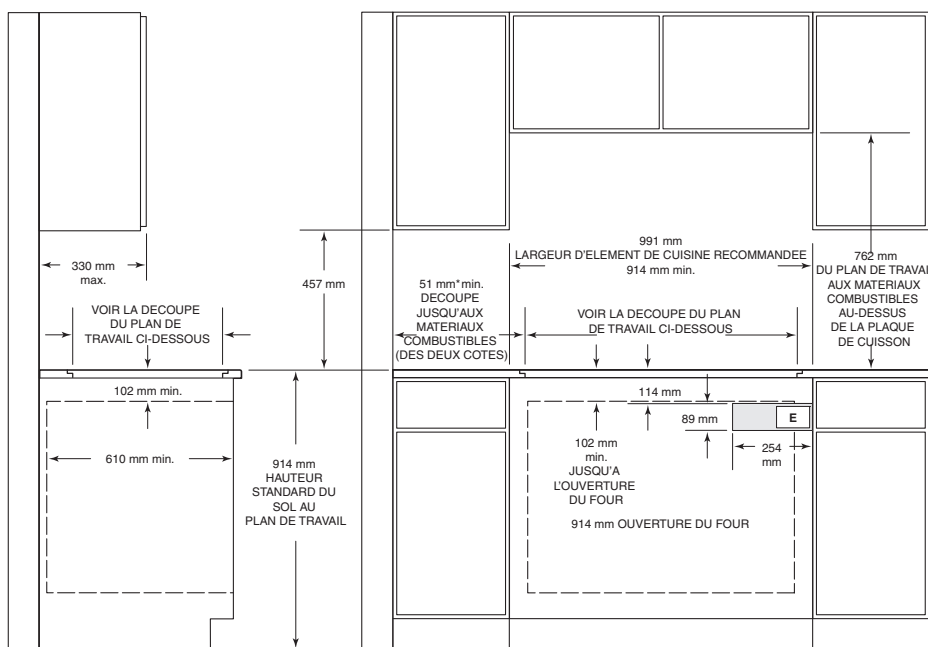 330 mm
max.
VOIR LA DECOUPE
DU PLAN DE
TRAVAIL CI-DESSOUS
102 mm min.
610 mm min.
457 mm
914 mm
HAUTEUR
STANDARD DU
SOL AU
PLAN DE TRAVAIL
991 mm
LARGEUR D'ELEMENT DE CUISINE RECOMMANDEE
914 mm min.
51 mm*min.
DECOUPE
JUSQU'AUX
MATERIAUX
COMBUSTIBLES
(DES DEUX COTES)
VOIR LA DECOUPE DU PLAN
DE TRAVAIL CI-DESSOUS
762 mm
DU PLAN DE TRAVAIL
AUX MATERIAUX
COMBUSTIBLES
AU-DESSUS
DE LA PLAQUE
DE CUISSON
114 mm
89 mm
E
254
mm
102 mm
min.
JUSQU'A
L'OUVERTURE
DU FOUR
914 mm OUVERTURE DU FOUR